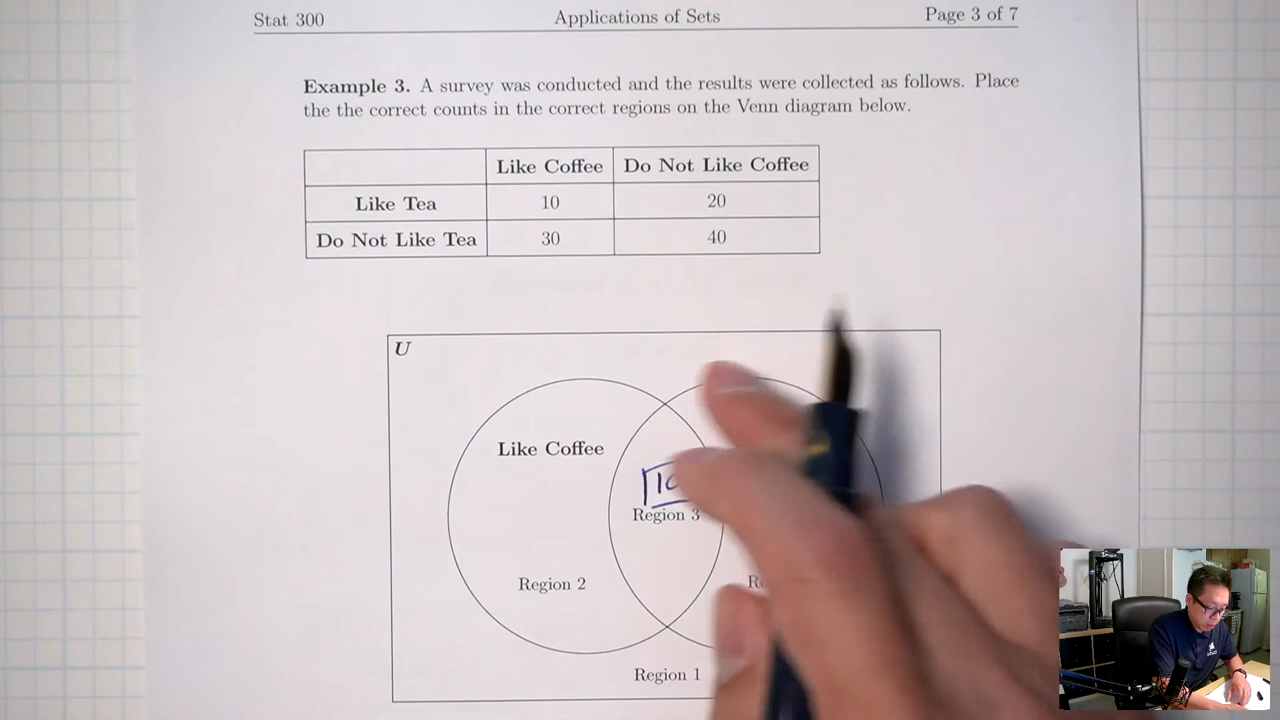 Stat 300 Applications of Sets Page 3 of 7
Example 3. A survey was conducted and the results were collected as follows. Place
the the correct counts in the correct regions on the Venn diagram below.
Like Coffee Do Not Like Coffee
Like Tea 10 20
Do Not Like Tea 30 40
U
Like Coffee
10
Region 3
Region 2
Region 1